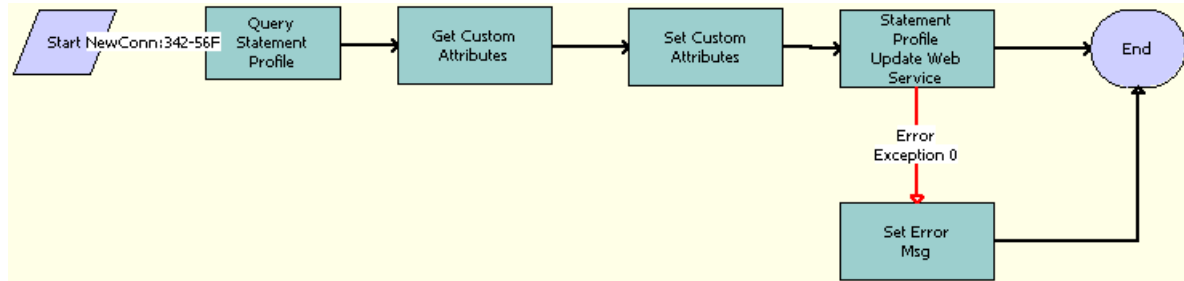 Start NewConn:342-56F
Query
Statement
Profile
Get Custom
Attributes
Set Custom
Attributes
Statement
Profile
Update Web
Service
End
Error
Exception 0
Set Error
Msg